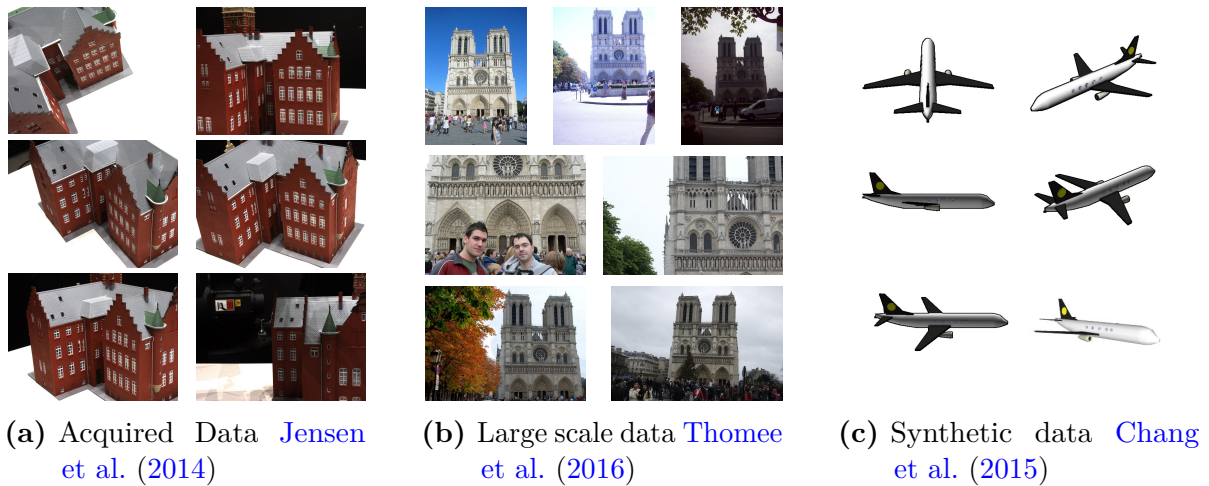 (a) Acquired Data Jensen
et al. (2014)
(b) Large scale data Thomee
et al. (2016)
(c) Synthetic data Chang
et al. (2015)